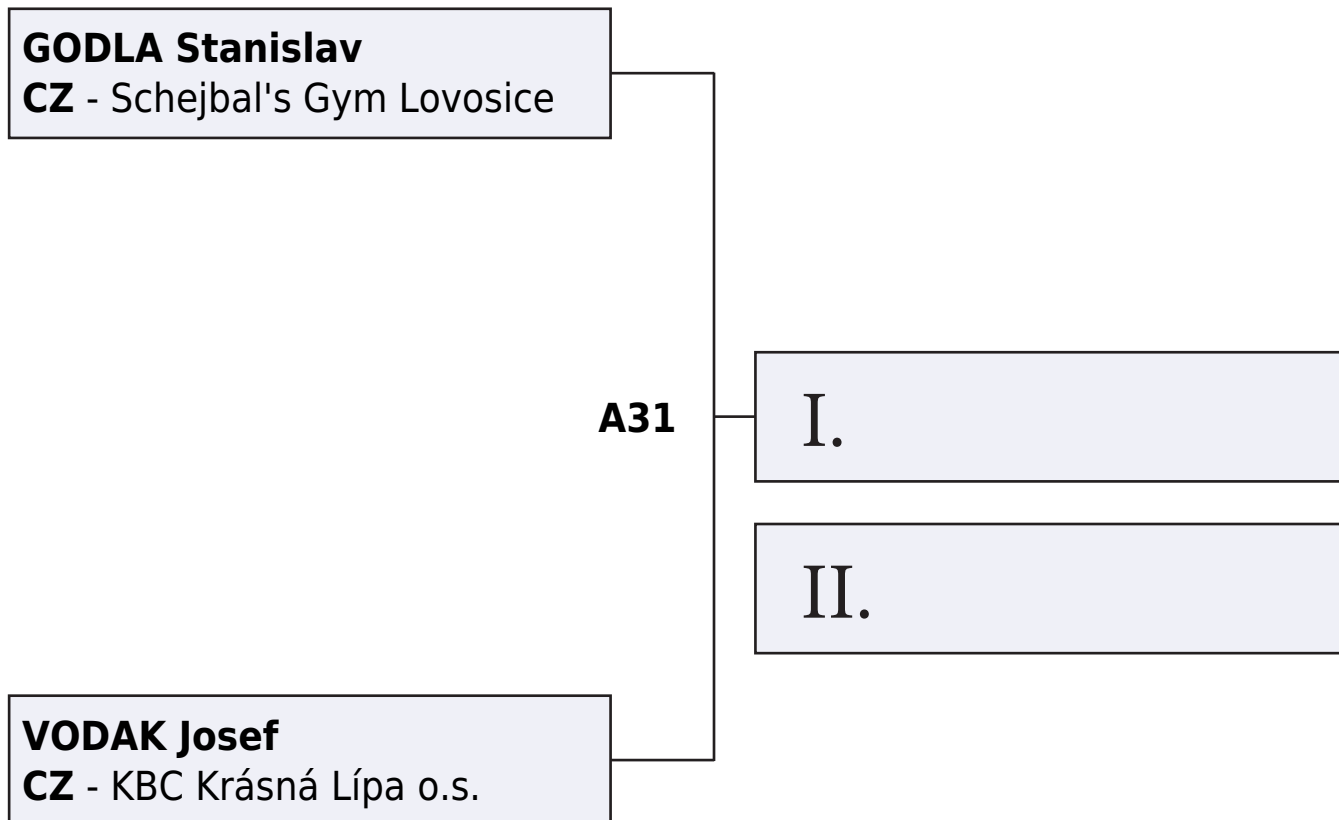 GODLA Stanislav
CZ - Schejbal's Gym Lovosice
A31
I.
II.
VODAK Josef
CZ - KBC Krásná Lípa o.s.